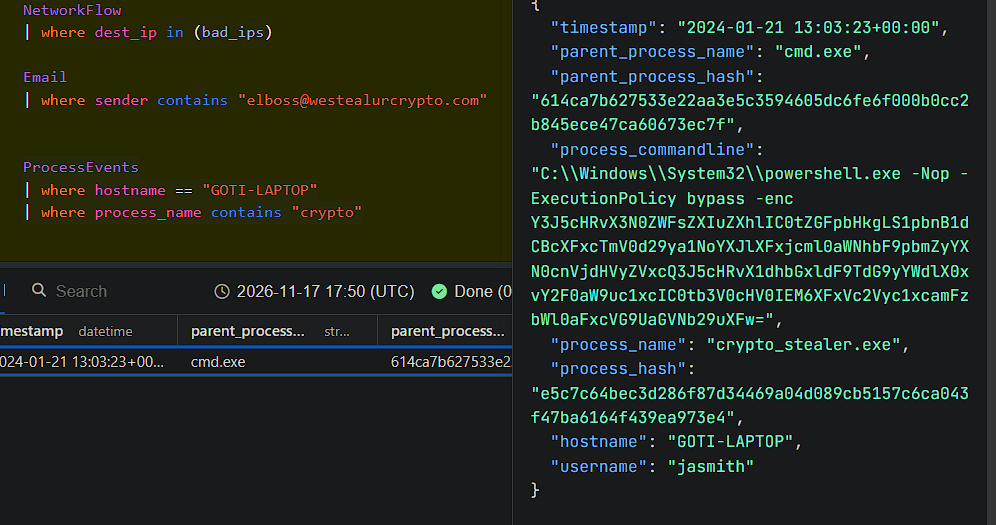 NetworkFlow
| where dest_ip in (bad_ips)
Email
| where sender contains "elboss@westealurcrypto.com"
ProcessEvents
| where hostname == "GOTI-LAPTOP"
| where process_name contains "crypto"
Search
2026-11-17 17:50 (UTC)
Done (0
mestamp datetime
parent_process... str...
parent_process...
024-01-21 13:03:23+00...
cmd.exe
614ca7b627533e2
{
"timestamp": "2024-01-21 13:03:23+00:00",
"parent_process_name": "cmd.exe",
"parent_process_hash":
"614ca7b627533e22aa3e5c3594605dc6fe6f000b0cc2
b845ece47ca60673ec7f",
"process_commandline":
"C:\\Windows\\System32\\powershell.exe -Nop -
ExecutionPolicy bypass -enc
Y3J5cHRvX3N0ZWFsZXIuZXhlIC0tZGFpbHkgLS1pbnB1d
CBcXFxcTmV0d29ya1NoYXJlXFxjcml0aWNhbF9pbmZyYX
N0cnVjdHVyZVxcQ3J5cHRvX1dhbGxldF9TdG9yYWdlX0x
vY2F0aW9uc1xcIC0tb3V0cHV0IEM6XFxVc2Vyc1xcamFz
bWl0aFxcVG9UaGVNb29uXFw=",
"process_name": "crypto_stealer.exe",
"process_hash":
"e5c7c64bec3d286f87d34469a04d089cb5157c6ca043
f47ba6164f439ea973e4",
"hostname": "GOTI-LAPTOP",
"username": "jasmith"
}